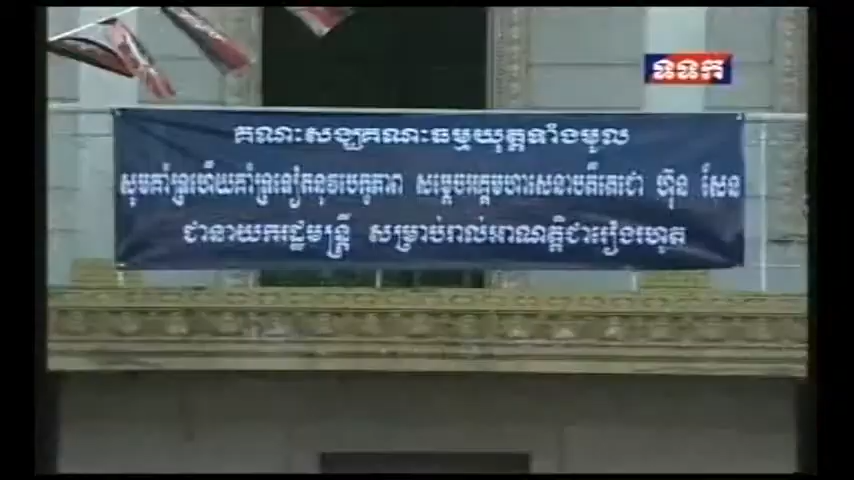 ទទក
គណៈសង្ឃគណៈធម្មយុត្តទាំងមូល
សូមគាំទ្រហើយគាំទ្រទៀតនូវបេក្ខភាព សម្តេចអគ្គមហាសេនាបតីតេជោ ហ៊ុន សែន
ជានាយករដ្ឋមន្ត្រី សម្រាប់រាល់អាណត្តិជារៀងរហូត